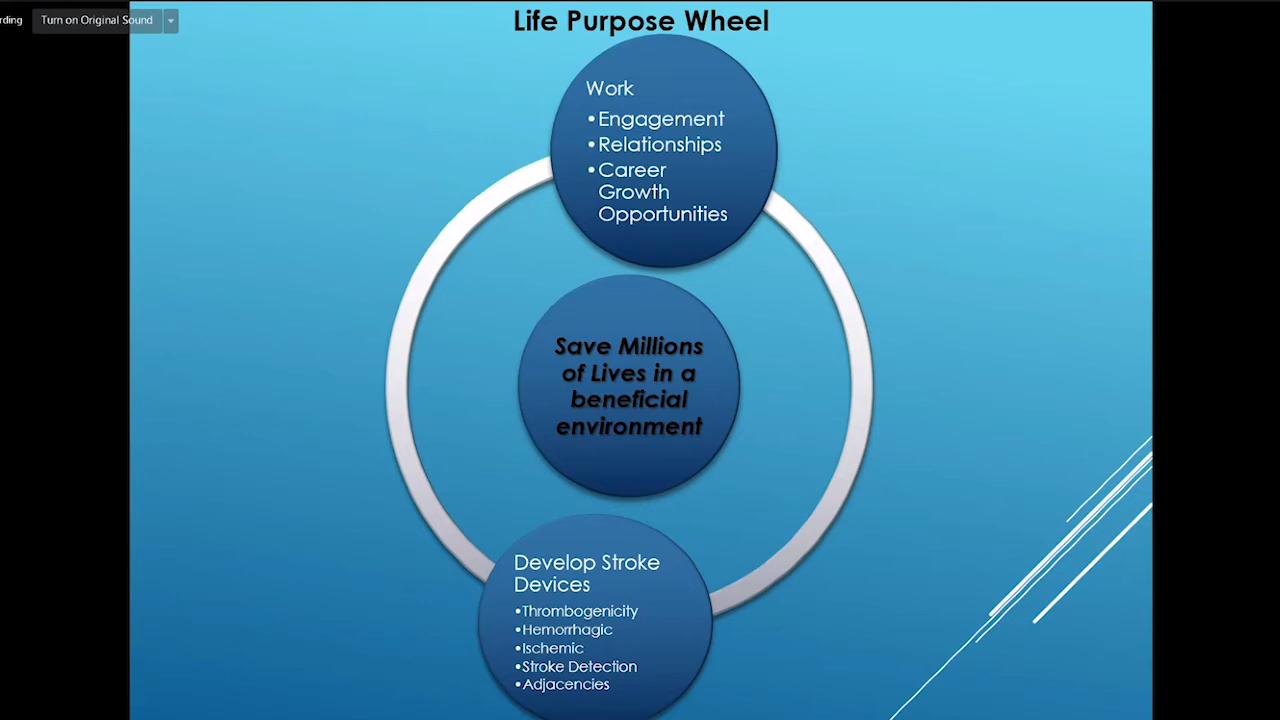 rding
Turn on Original Sound
Life Purpose Wheel
Work
•Engagement
•Relationships
•Career
Growth
Opportunities
Save Millions
of Lives in a
beneficial
environment
Develop Stroke
Devices
•Thrombogenicity
•Hemorrhagic
•Ischemic
•Stroke Detection
•Adjacencies